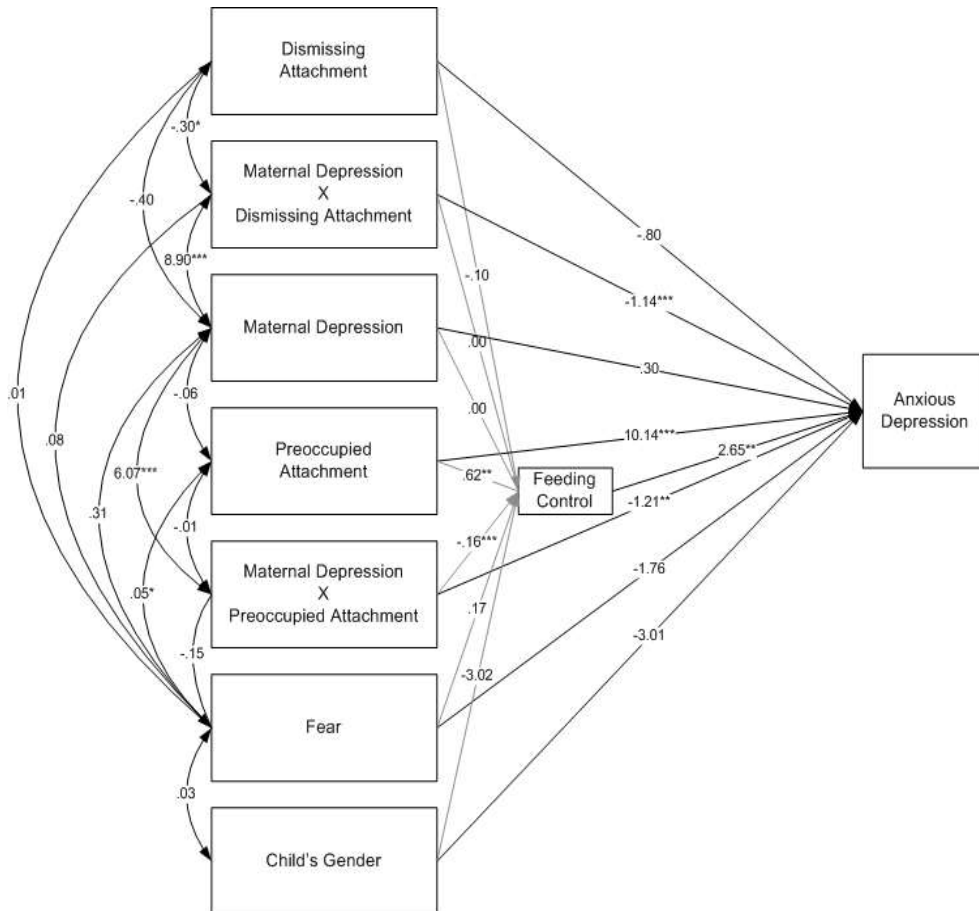 Dismissing
Attachment
-.30*
Maternal Depression
X
Dismissing Attachment
-.40
-.80
8.90***
-.10
-1.14***
Maternal Depression
.00
.30
.01
-.06
.00
Anxious
Depression
.08
Preoccupied
Attachment
10.14***
6.07***
.62**
2.65**
Feeding
Control
.31
-.01
-1.21**
-.16***
Maternal Depression
X
Preoccupied Attachment
.05*
-1.76
.17
-.15
-3.01
-3.02
Fear
.03
Child's Gender